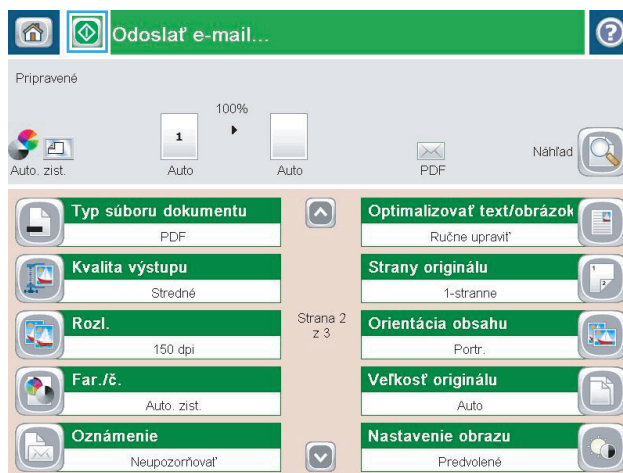 Odoslať e-mail...
Pripravené
100%
1
Auto. zist.
Auto
Auto
PDF
Náhľad
Typ súboru dokumentu
PDF
Optimalizovať text/obrázok
Ručne upraviť
Kvalita výstupu
Stredné
Strany originálu
1-stranne
Rozl.
150 dpi
Strana 2
z 3
Orientácia obsahu
Portr.
Far./č.
Auto. zist.
Veľkosť originálu
Auto
Oznámenie
Neupozorňovať
Nastavenie obrazu
Predvolené